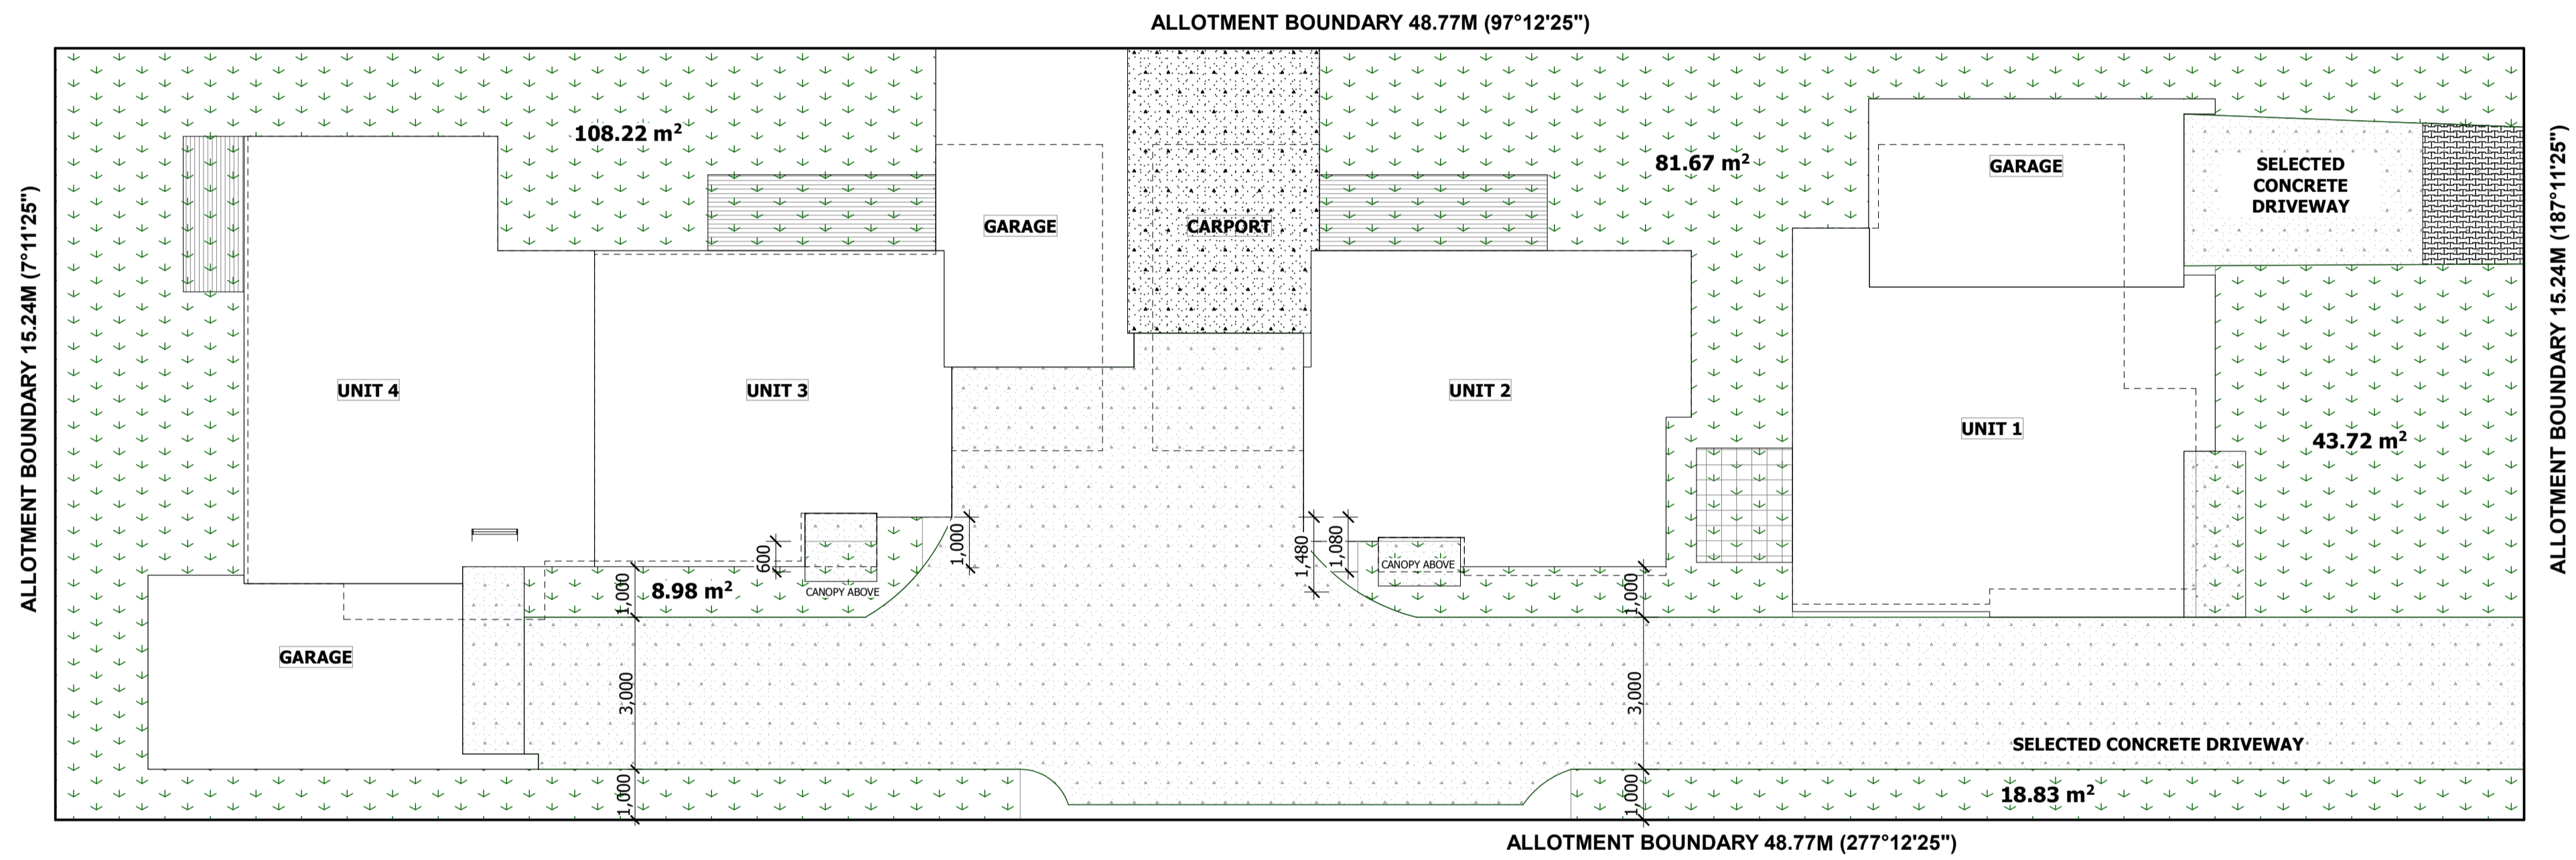 ALLOTMENT BOUNDARY 48.77M (97°12'25")
ALLOTMENT BOUNDARY 15.24M (7°11'25")
ALLOTMENT BOUNDARY 15.24M (187°11'25")
108.22 m²
81.67 m²
GARAGE
SELECTED
CONCRETE
DRIVEWAY
GARAGE
CARPORT
UNIT 4
UNIT 3
UNIT 2
UNIT 1
43.72 m²
600
1,000
1,480
1,080
CANOPY ABOVE
CANOPY ABOVE
1,000
8.98 m²
1,000
GARAGE
3,000
3,000
SELECTED CONCRETE DRIVEWAY
1,000
1,000
18.83 m²
ALLOTMENT BOUNDARY 48.77M (277°12'25")